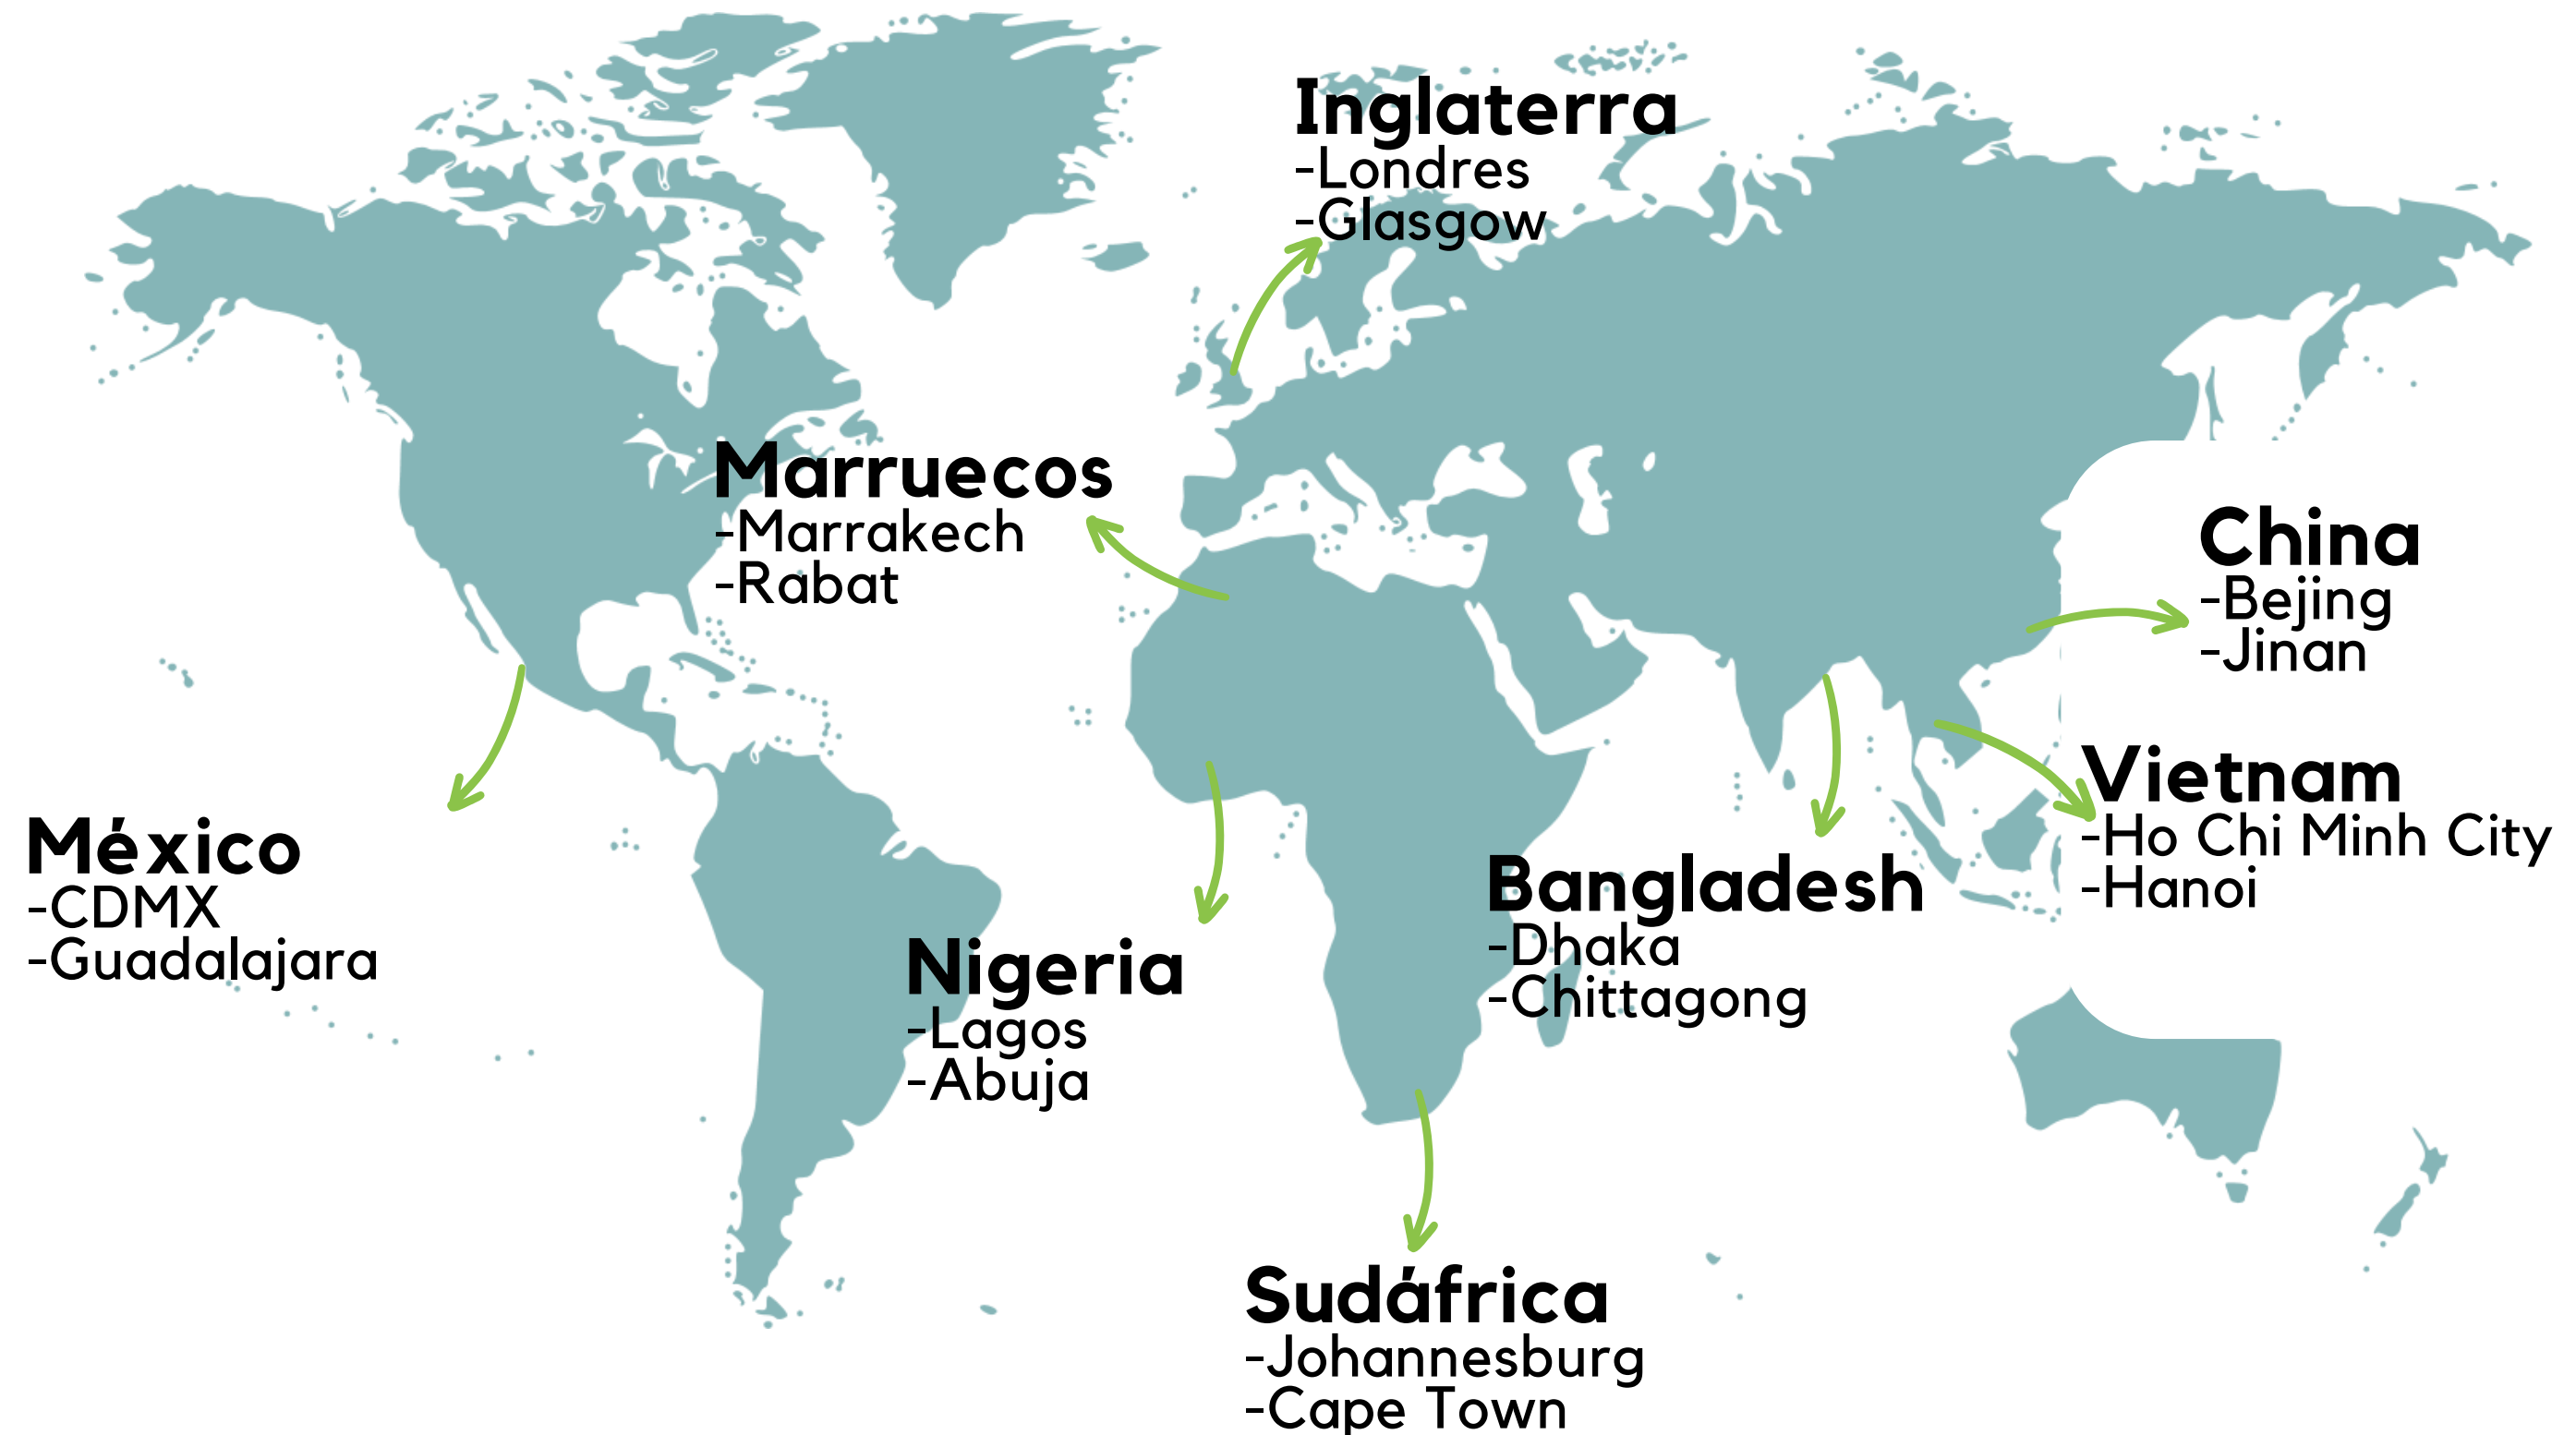 Inglaterra
-Londres
-Glasgow
Marruecos
-Marrakech
-Rabat
China
-Bejing
-Jinan
Vietnam
-Ho Chi Minh City
-Hanoi
México
-CDMX
-Guadalajara
Bangladesh
-Dhaka
-Chittagong
Nigeria
-Lagos
-Abuja
Sudáfrica
-Johannesburg
-Cape Town